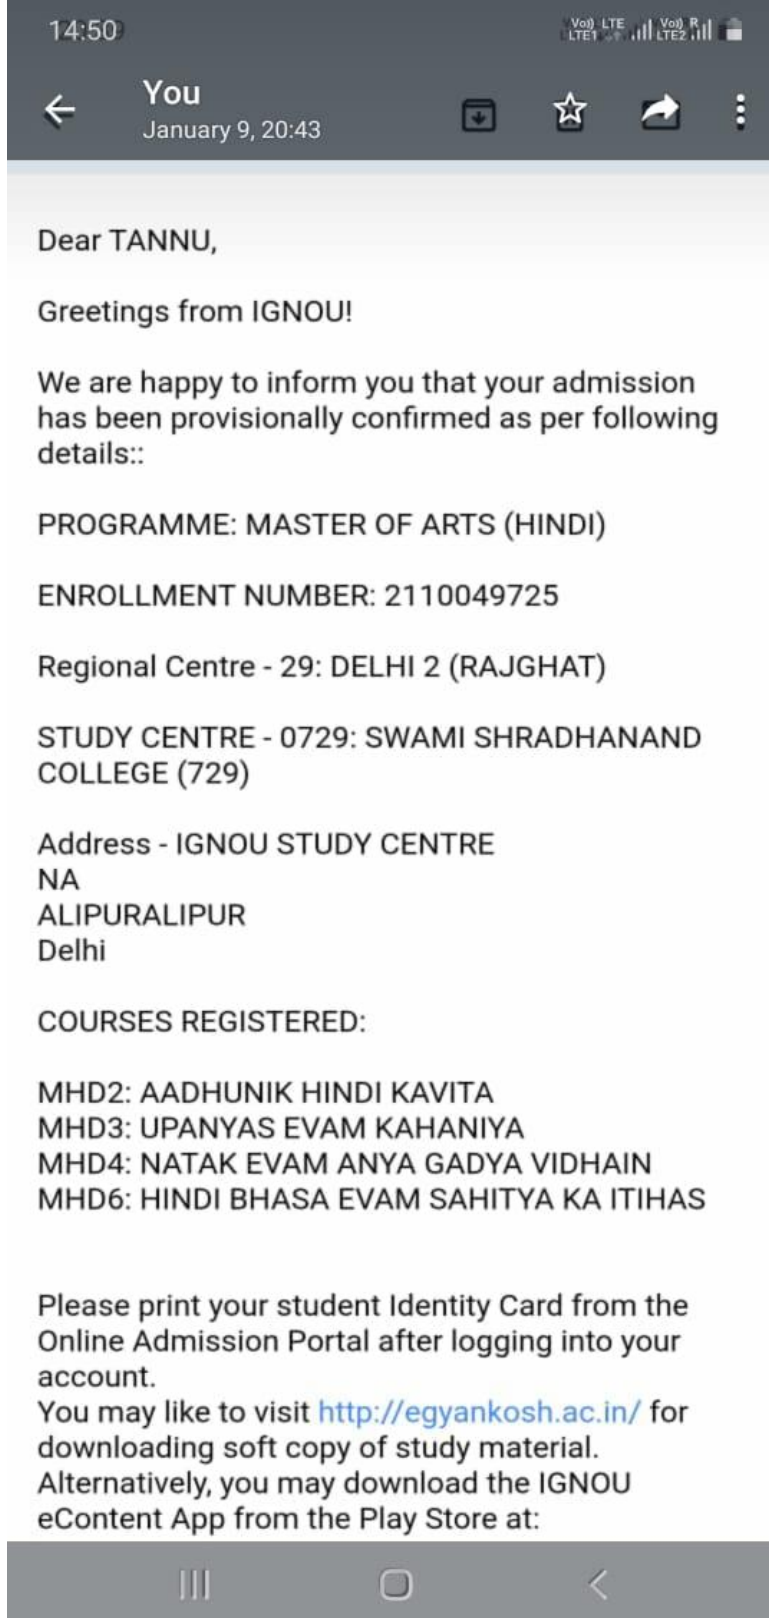 14:50
Vo)) LTE LTE1 Vo)) R LTE2
You
January 9, 20:43
Dear TANNU,
Greetings from IGNOU!
We are happy to inform you that your admission
has been provisionally confirmed as per following
details::
PROGRAMME: MASTER OF ARTS (HINDI)
ENROLLMENT NUMBER: 2110049725
Regional Centre - 29: DELHI 2 (RAJGHAT)
STUDY CENTRE - 0729: SWAMI SHRADHANAND
COLLEGE (729)
Address - IGNOU STUDY CENTRE
NA
ALIPURALIPUR
Delhi
COURSES REGISTERED:
MHD2: AADHUNIK HINDI KAVITA
MHD3: UPANYAS EVAM KAHANIYA
MHD4: NATAK EVAM ANYA GADYA VIDHAIN
MHD6: HINDI BHASA EVAM SAHITYA KA ITIHAS
Please print your student Identity Card from the
Online Admission Portal after logging into your
account.
You may like to visit http://egyankosh.ac.in/ for
downloading soft copy of study material.
Alternatively, you may download the IGNOU
eContent App from the Play Store at: